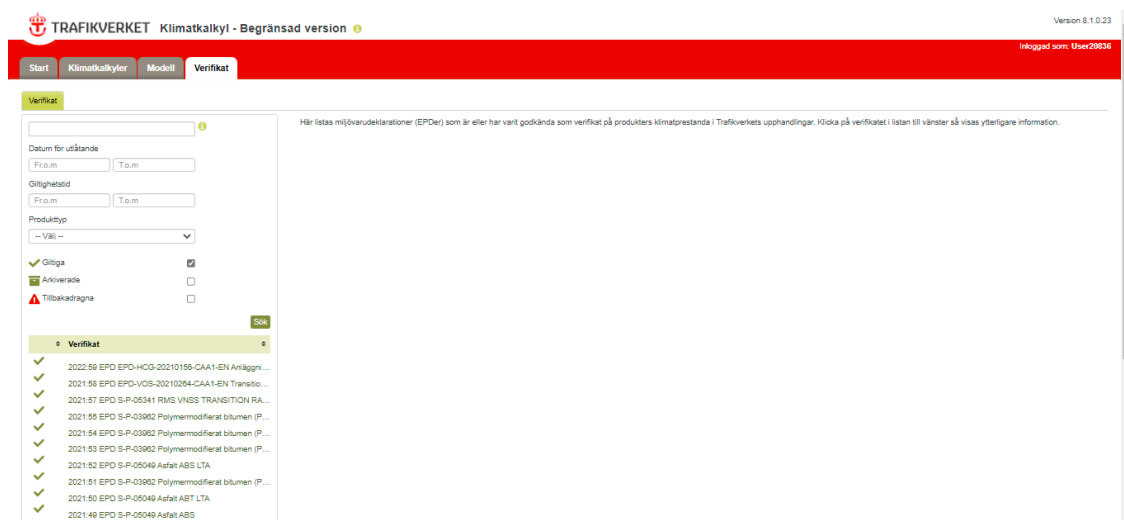 TRAFIKVERKET Klimatkalkyl - Begränsad version
Version 8.1.0.23
Inloggad som: User20836
Start Klimatkalkyler Modell Verifikat
Verifikat
Här listas miljövarudeklarationer (EPDer) som är eller har varit godkända som verifikat på produkters klimatprestanda i Trafikverkets upphandlingar. Klicka på verifikatet i listan till vänster så visas ytterligare information.
Datum för utlåtande
Fr.o.m T.o.m
Giltighetstid
Fr.o.m T.o.m
Produkttyp
-- Välj --
Giltiga
Arkiverade
Tillbakadragna
Sök
Verifikat
2022:59 EPD EPD-HCG-20210156-CAA1-EN Anläggni...
2021:58 EPD EPD-VOS-20210264-CAA1-EN Transitio...
2021:57 EPD S-P-05341 RMS VNSS TRANSITION RA...
2021:55 EPD S-P-03962 Polymermodifierat bitumen (P...
2021:54 EPD S-P-03962 Polymermodifierat bitumen (P...
2021:53 EPD S-P-03962 Polymermodifierat bitumen (P...
2021:52 EPD S-P-05049 Asfalt ABS LTA
2021:51 EPD S-P-03962 Polymermodifierat bitumen (P...
2021:50 EPD S-P-05049 Asfalt ABT LTA
2021:49 EPD S-P-05049 Asfalt ABS